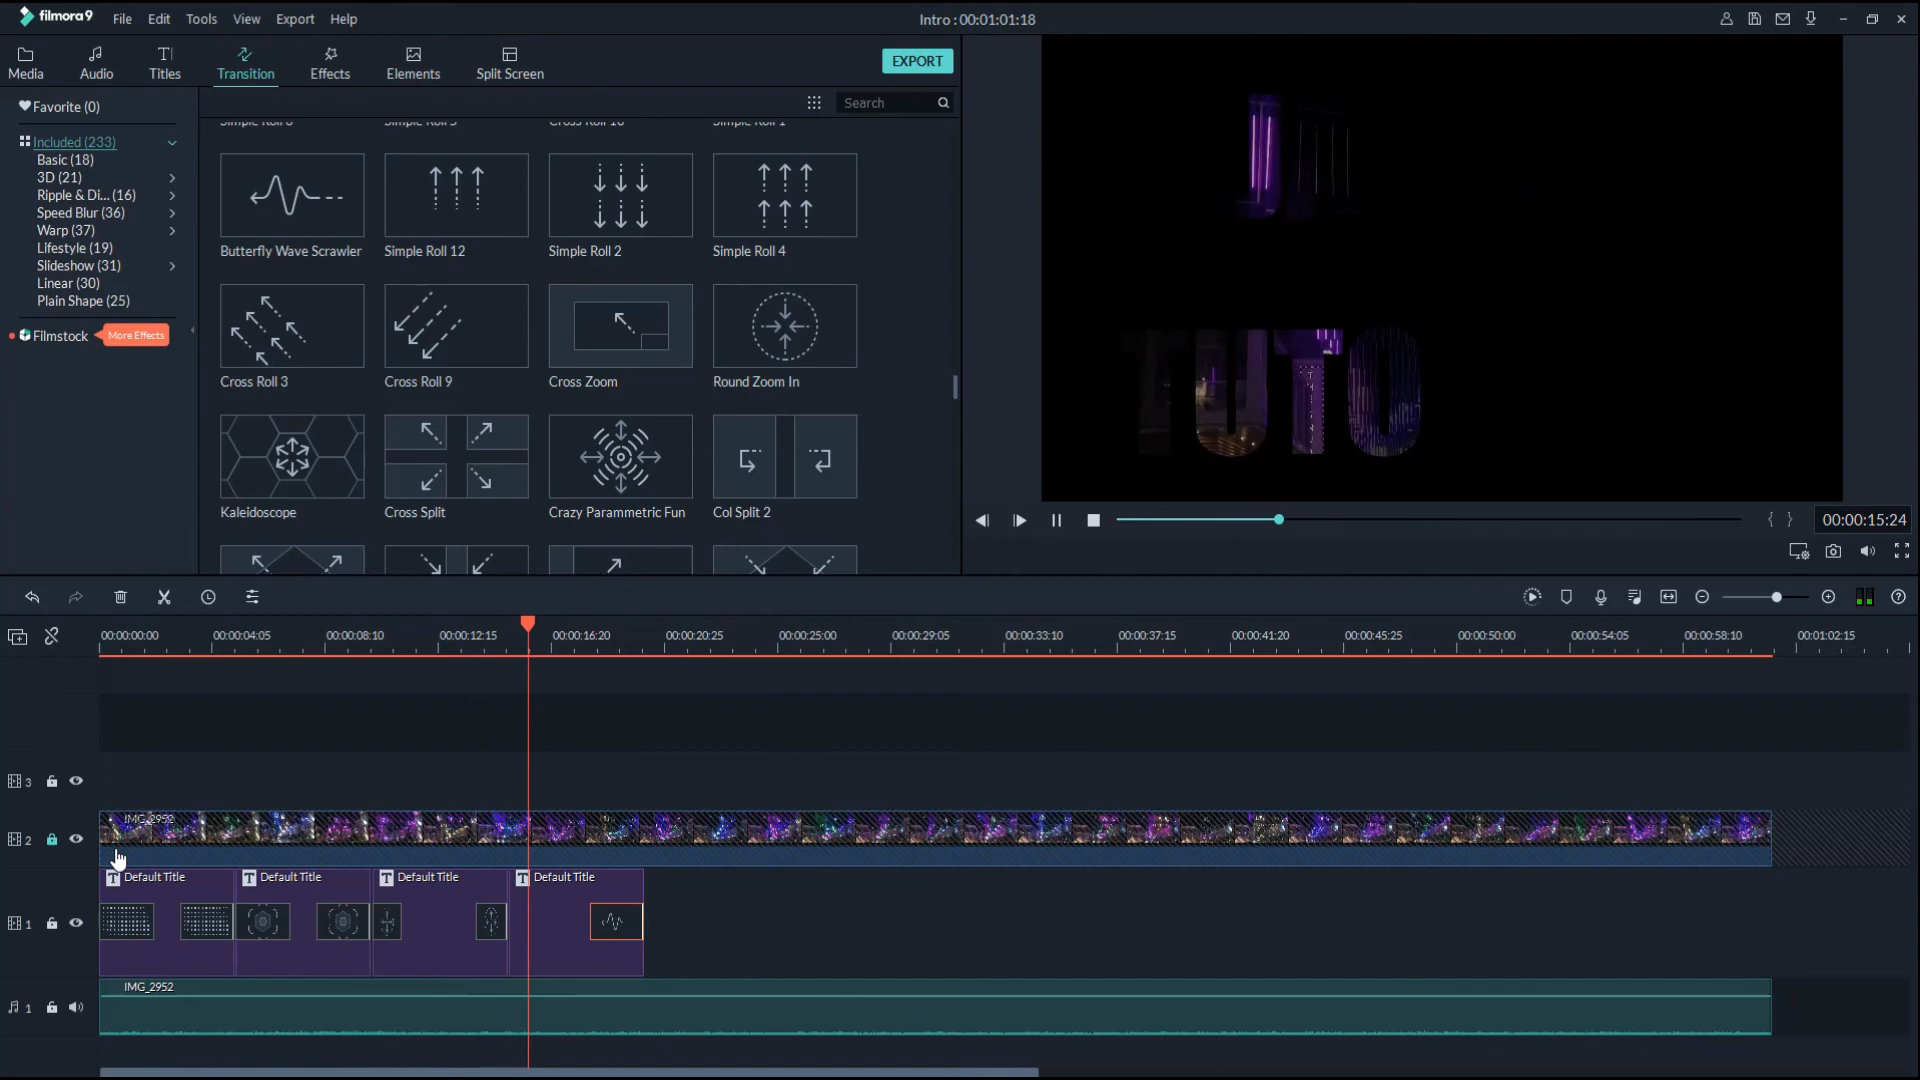 filmora9 File Edit Tools View Export Help Intro : 00:01:01:18
Media Audio Titles Transition Effects Elements Split Screen EXPORT
Favorite (0)
Search
Included (233)
Basic (18)
3D (21)
Ripple & Di... (16)
Speed Blur (36)
Warp (37)
Lifestyle (19)
Slideshow (31)
Linear (30)
Plain Shape (25)
Filmstock More Effects
Butterfly Wave Scrawler Simple Roll 12 Simple Roll 2 Simple Roll 4
Cross Roll 3 Cross Roll 9 Cross Zoom Round Zoom In
Kaleidoscope Cross Split Crazy Parammetric Fun Col Split 2
TUTO
00:00:15:24
00:00:00:00 00:00:04:05 00:00:08:10 00:00:12:15 00:00:16:20 00:00:20:25 00:00:25:00 00:00:29:05 00:00:33:10 00:00:37:15 00:00:41:20 00:00:45:25 00:00:50:00 00:00:54:05 00:00:58:10 00:01:02:15
3
IMG_2952
2
Default Title Default Title Default Title Default Title
1
IMG_2952
1